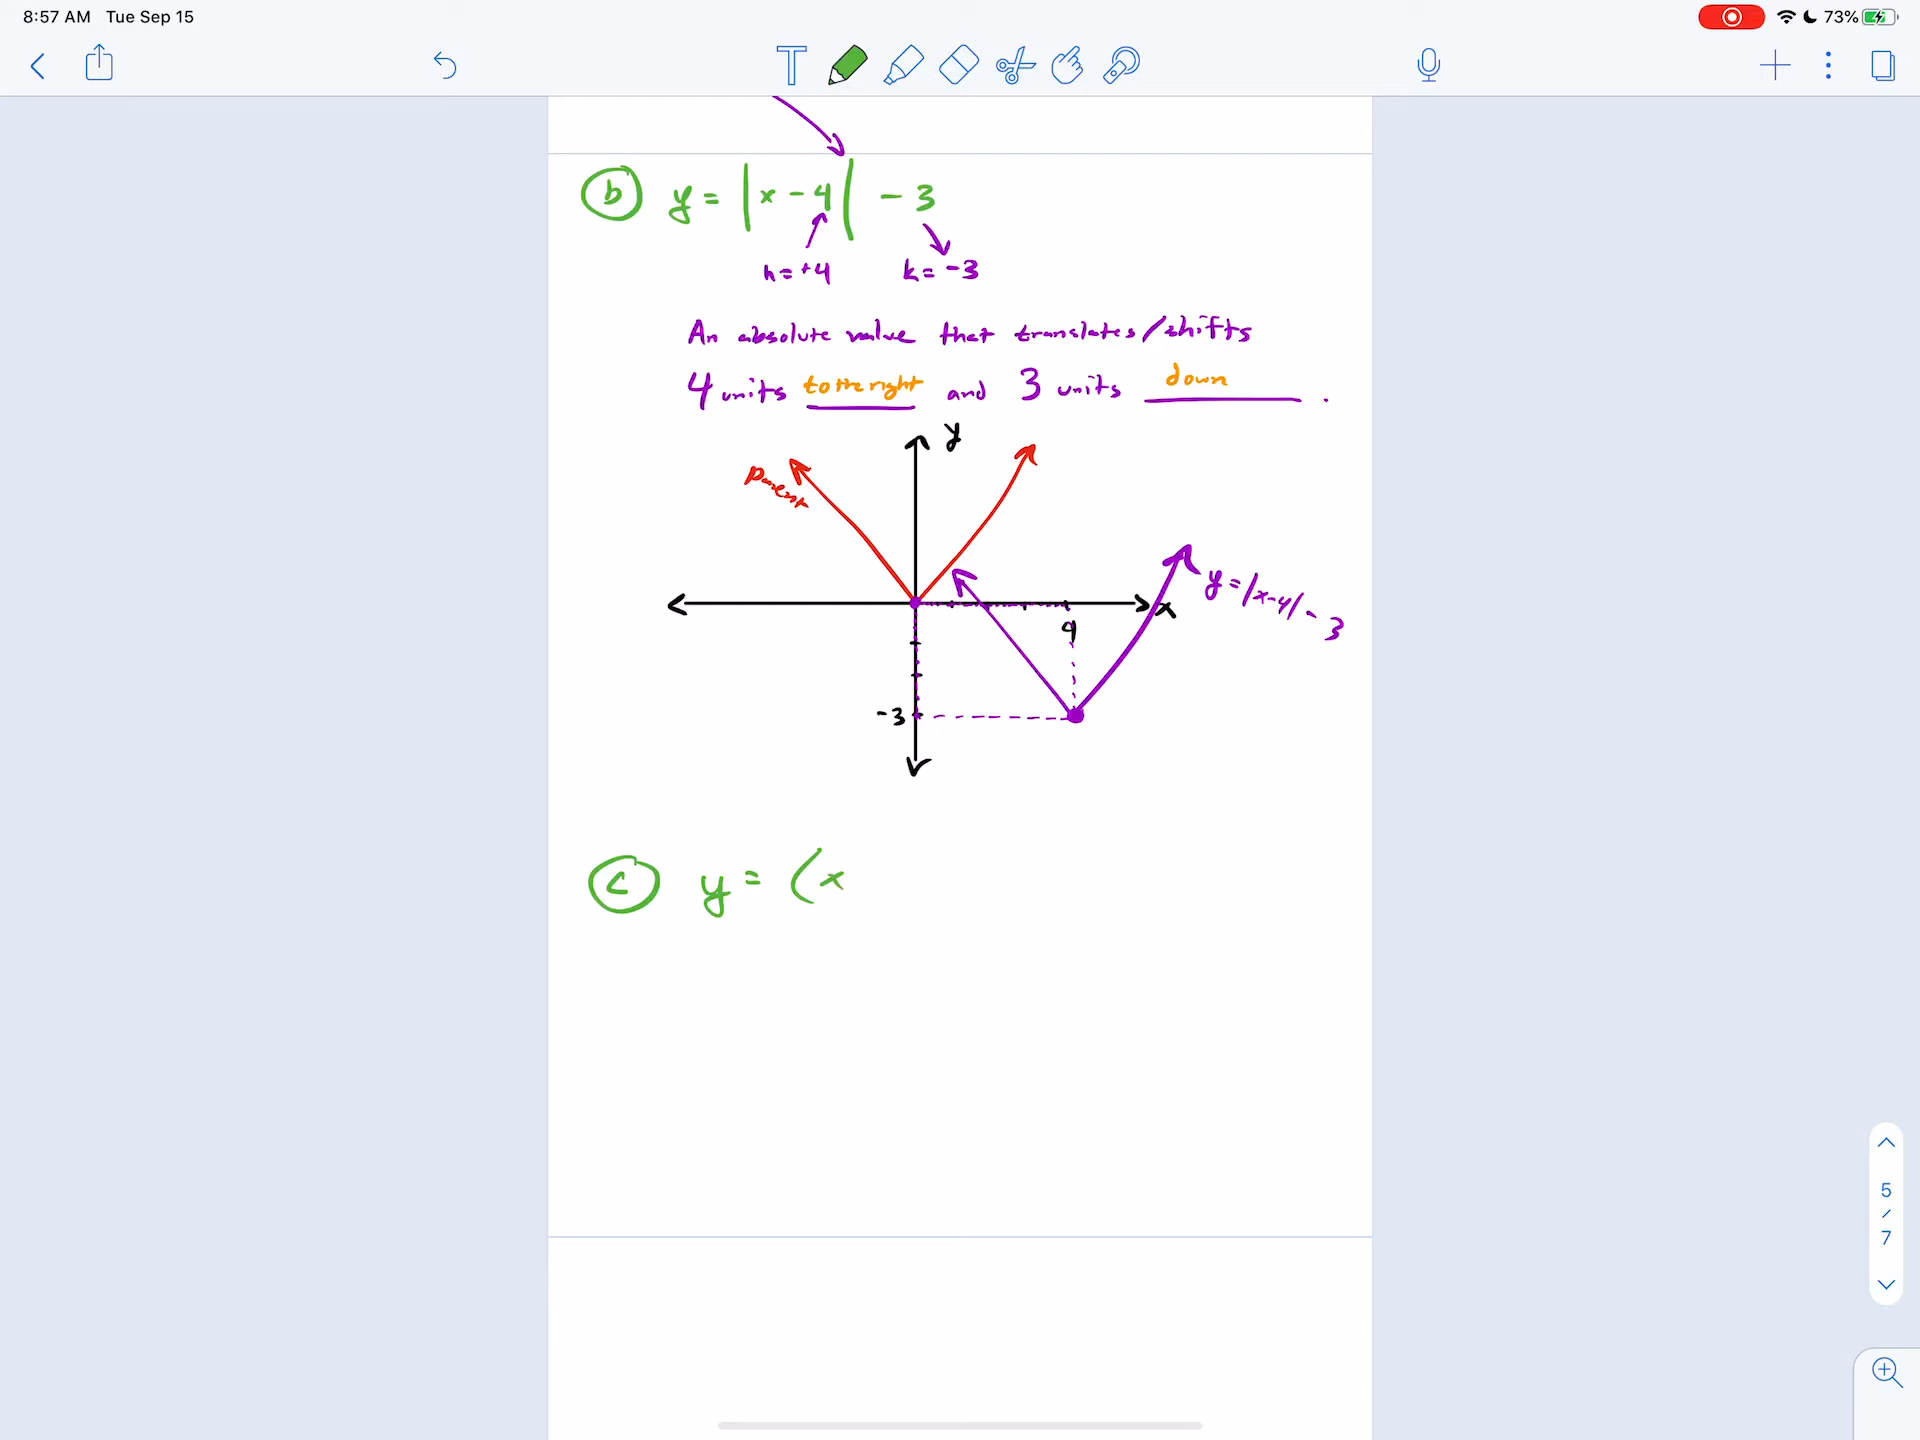 8:57 AM Tue Sep 15
73%
b y = |x - 4| - 3
h = +4 k = -3
An absolute value that translates/shifts
4 units to the right and 3 units down .
y
Parent
y = |x-4| - 3
x
4
-3
c y = (x
5
/
7